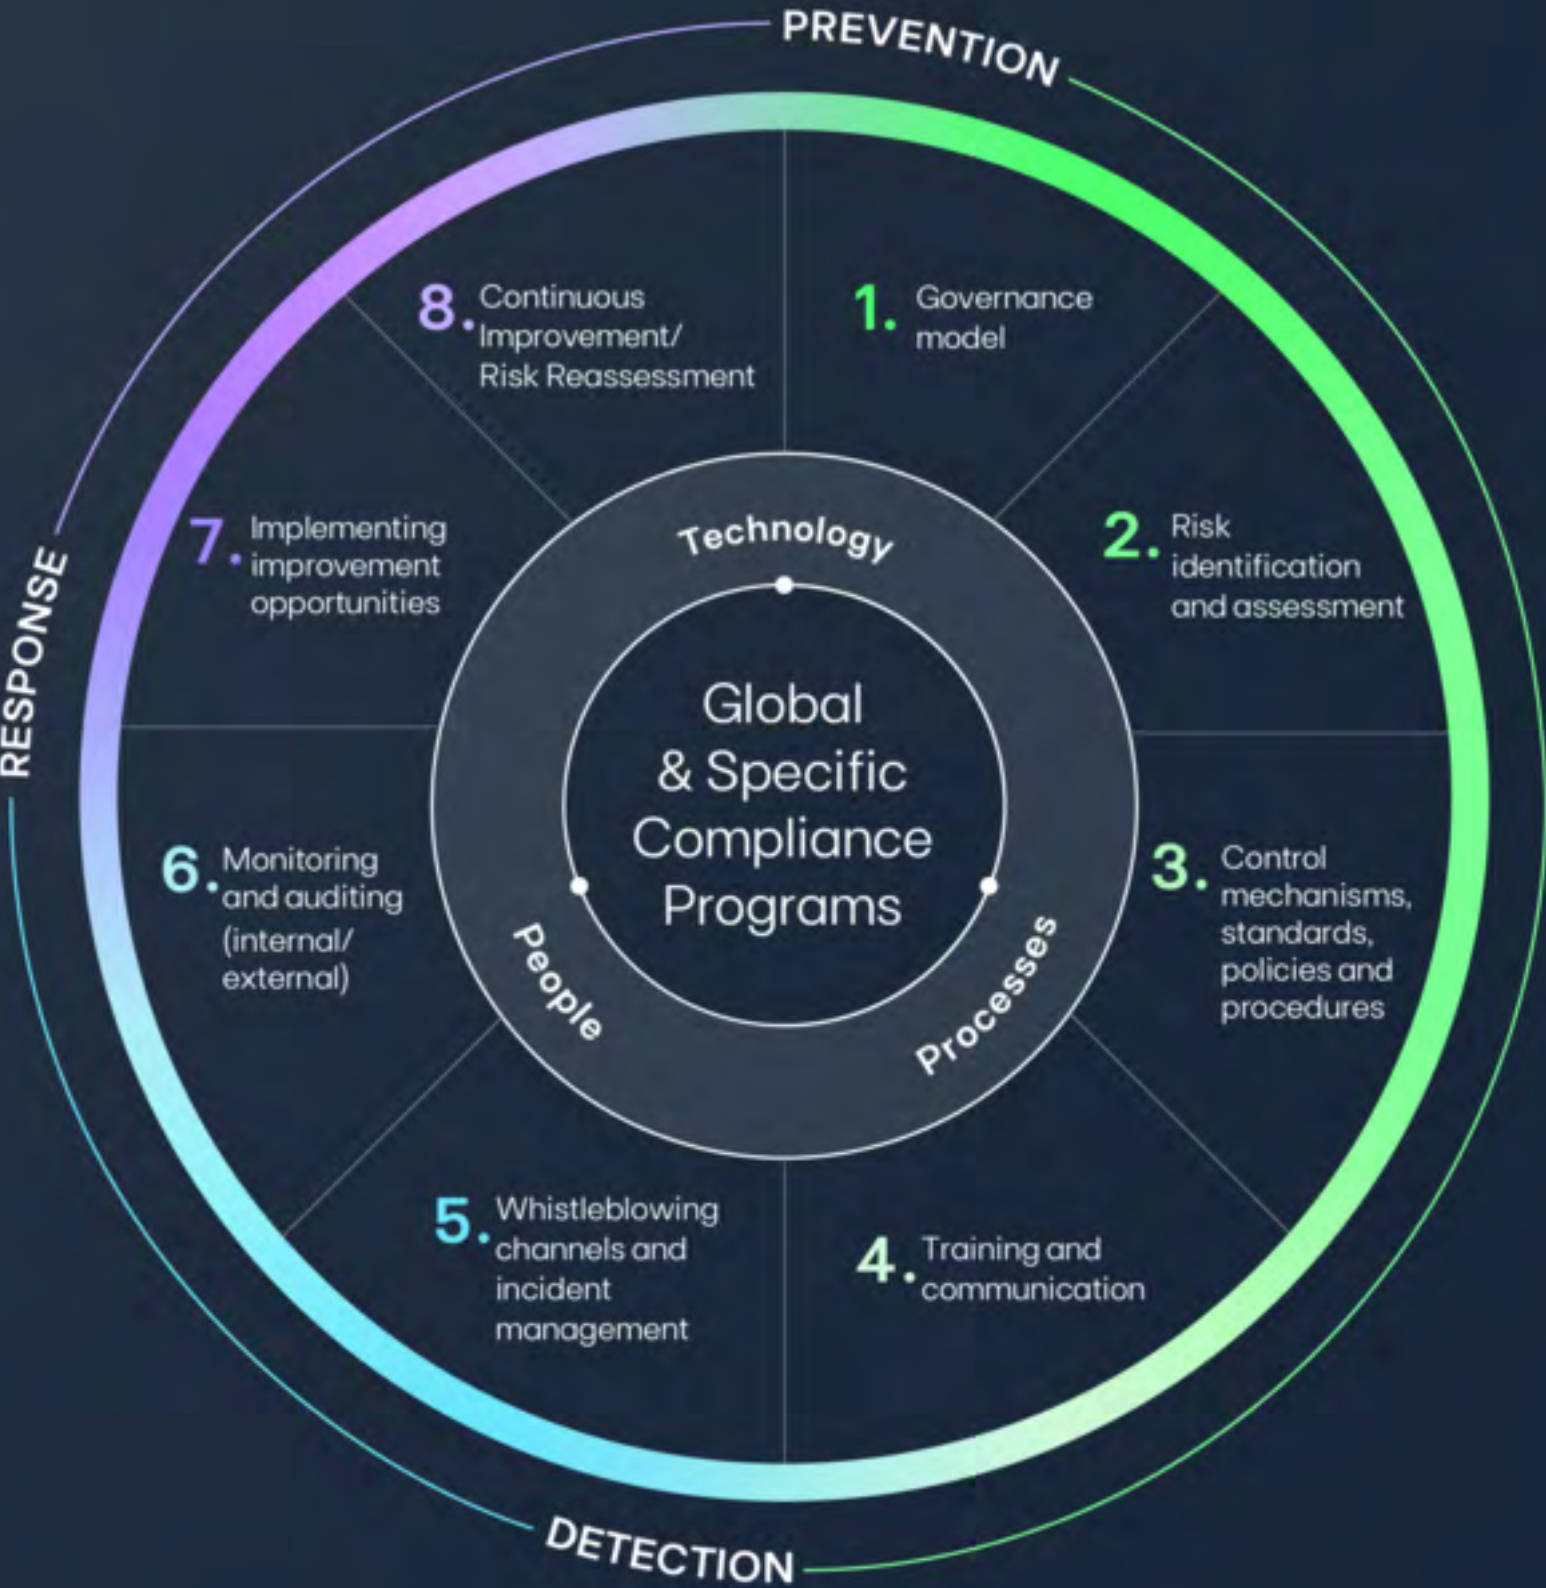 PREVENTION
1. Governance
model
2. Risk
identification
and assessment
3. Control
mechanisms,
standards,
policies and
procedures
4. Training and
communication
DETECTION
5. Whistleblowing
channels and
incident
management
6. Monitoring
and auditing
(internal/
external)
RESPONSE
7. Implementing
improvement
opportunities
8. Continuous
Improvement/
Risk Reassessment
Technology
Processes
People
Global
& Specific
Compliance
Programs